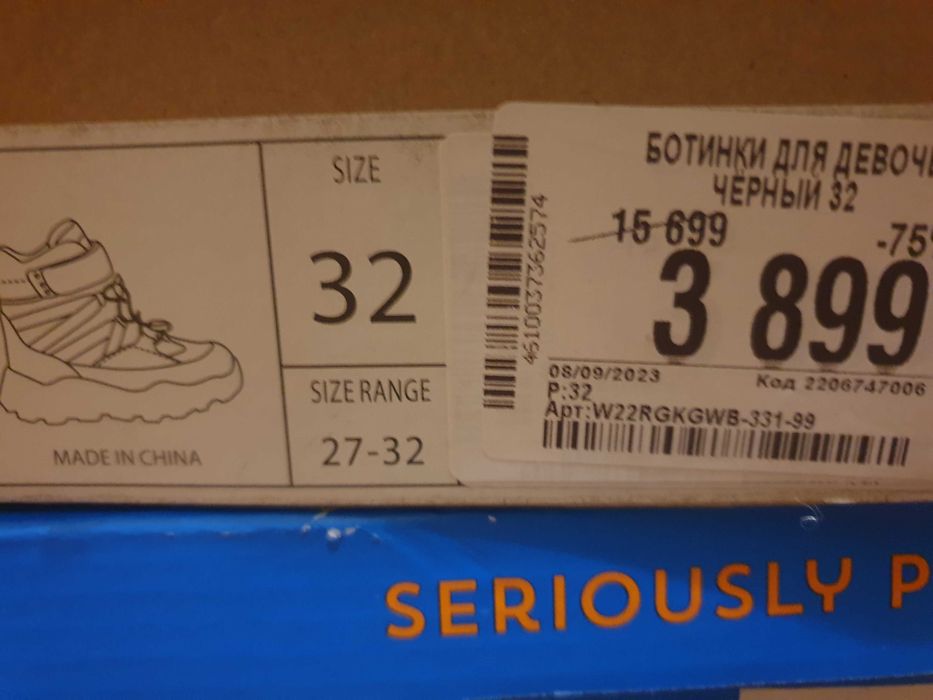 SIZE
32
SIZE RANGE
27-32
MADE IN CHINA
БОТИНКИ ДЛЯ ДЕВОЧЕ
ЧЕРНЫЙ 32
15 699
-75%
3 899
4610037362574
08/09/2023
Код 2206747006
Р:32
Арт:W22RGKGWB-331-99
SERIOUSLY P